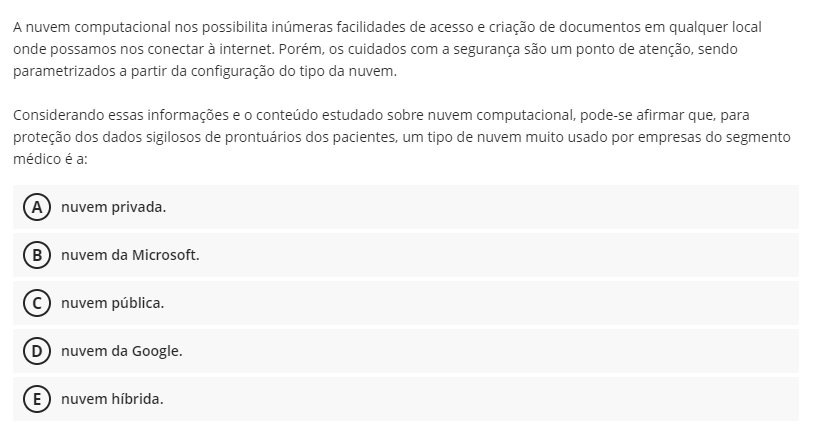 A nuvem computacional nos possibilita inúmeras facilidades de acesso e criação de documentos em qualquer local
onde possamos nos conectar à internet. Porém, os cuidados com a segurança são um ponto de atenção, sendo
parametrizados a partir da configuração do tipo da nuvem.
Considerando essas informações e o conteúdo estudado sobre nuvem computacional, pode-se afirmar que, para
proteção dos dados sigilosos de prontuários dos pacientes, um tipo de nuvem muito usado por empresas do segmento
médico é a:
A nuvem privada.
B nuvem da Microsoft.
C nuvem pública.
D nuvem da Google.
E nuvem híbrida.